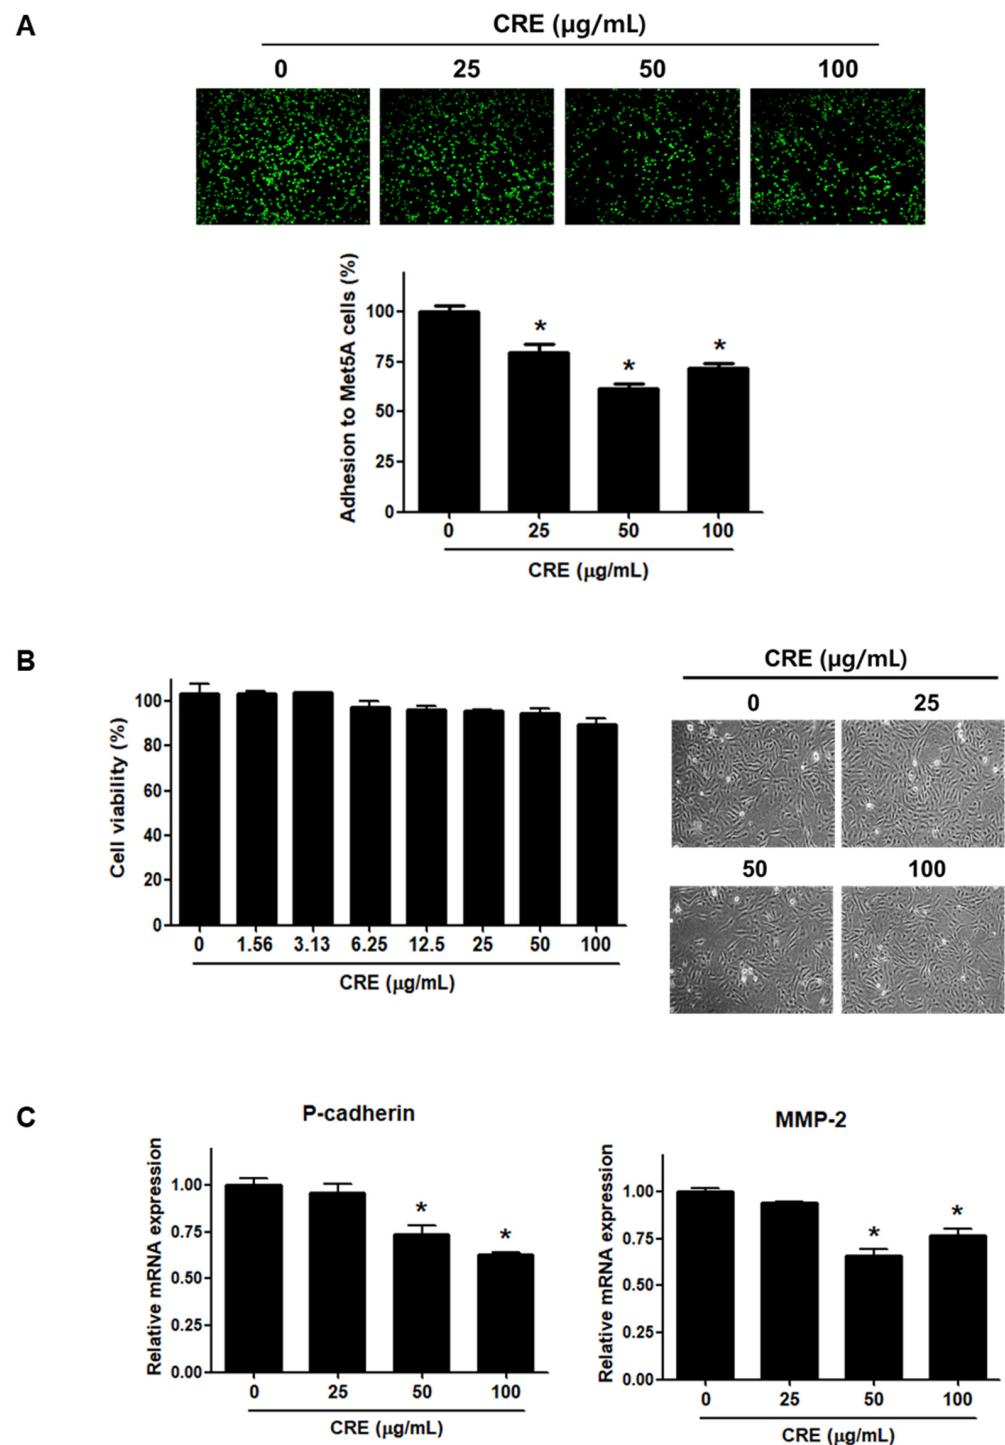 A
CRE (µg/mL)
0 25 50 100
Adhesion to Met5A cells (%)
100
75
50
25
0
* * *
0 25 50 100
CRE (µg/mL)
B
Cell viability (%)
100
80
60
40
20
0
0 1.56 3.13 6.25 12.5 25 50 100
CRE (µg/mL)
CRE (µg/mL)
0 25
50 100
C
P-cadherin
Relative mRNA expression
1.00
0.75
0.50
0.25
0.00
* *
0 25 50 100
CRE (µg/mL)
MMP-2
Relative mRNA expression
1.00
0.75
0.50
0.25
0.00
* *
0 25 50 100
CRE (µg/mL)